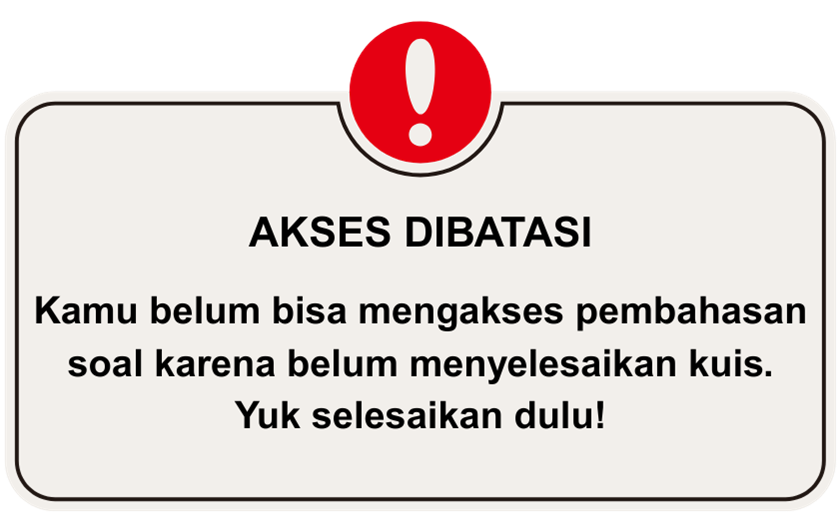 AKSES DIBATASI
Kamu belum bisa mengakses pembahasan
soal karena belum menyelesaikan kuis.
Yuk selesaikan dulu!